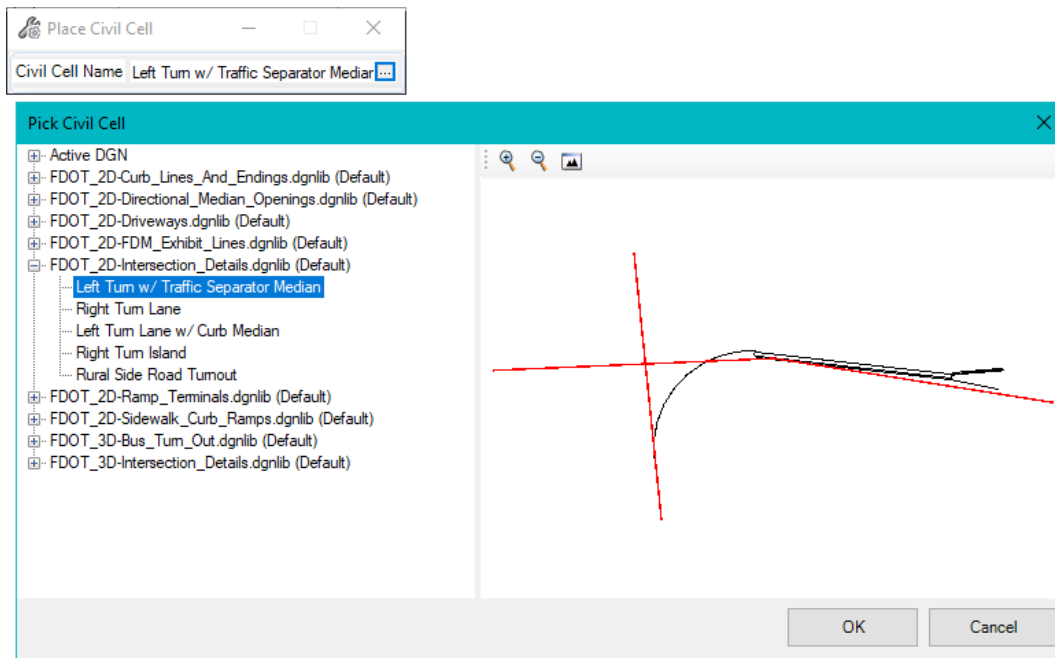 Place Civil Cell
Civil Cell Name Left Turn w/ Traffic Separator Median ...
Pick Civil Cell
Active DGN
FDOT_2D-Curb_Lines_And_Endings.dgnlib (Default)
FDOT_2D-Directional_Median_Openings.dgnlib (Default)
FDOT_2D-Driveways.dgnlib (Default)
FDOT_2D-FDM_Exhibit_Lines.dgnlib (Default)
FDOT_2D-Intersection_Details.dgnlib (Default)
Left Turn w/ Traffic Separator Median
Right Turn Lane
Left Turn Lane w/ Curb Median
Right Turn Island
Rural Side Road Turnout
FDOT_2D-Ramp_Terminals.dgnlib (Default)
FDOT_2D-Sidewalk_Curb_Ramps.dgnlib (Default)
FDOT_3D-Bus_Turn_Out.dgnlib (Default)
FDOT_3D-Intersection_Details.dgnlib (Default)
OK Cancel